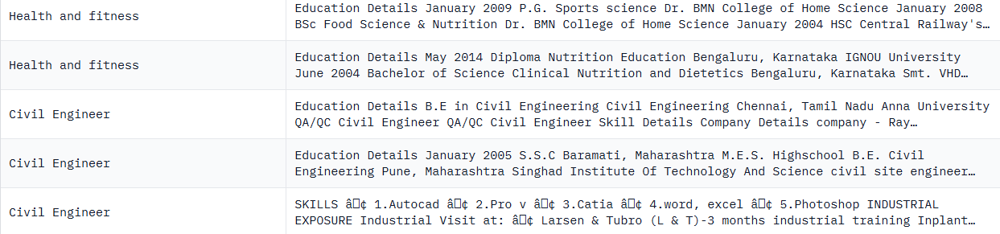 Health and fitness
Education Details January 2009 P.G. Sports science Dr. BMN College of Home Science January 2008
BSc Food Science & Nutrition Dr. BMN College of Home Science January 2004 HSC Central Railway's…
Health and fitness
Education Details May 2014 Diploma Nutrition Education Bengaluru, Karnataka IGNOU University
June 2004 Bachelor of Science Clinical Nutrition and Dietetics Bengaluru, Karnataka Smt. VHD…
Civil Engineer
Education Details B.E in Civil Engineering Civil Engineering Chennai, Tamil Nadu Anna University
QA/QC Civil Engineer QA/QC Civil Engineer Skill Details Company Details company - Ray…
Civil Engineer
Education Details January 2005 S.S.C Baramati, Maharashtra M.E.S. Highschool B.E. Civil
Engineering Pune, Maharashtra Singhad Institute Of Technology And Science civil site engineer…
Civil Engineer
SKILLS â□¢ 1.Autocad â□¢ 2.Pro v â□¢ 3.Catia â□¢ 4.word, excel â□¢ 5.Photoshop INDUSTRIAL
EXPOSURE Industrial Visit at: â□¢ Larsen & Tubro (L & T)-3 months industrial training Inplant…